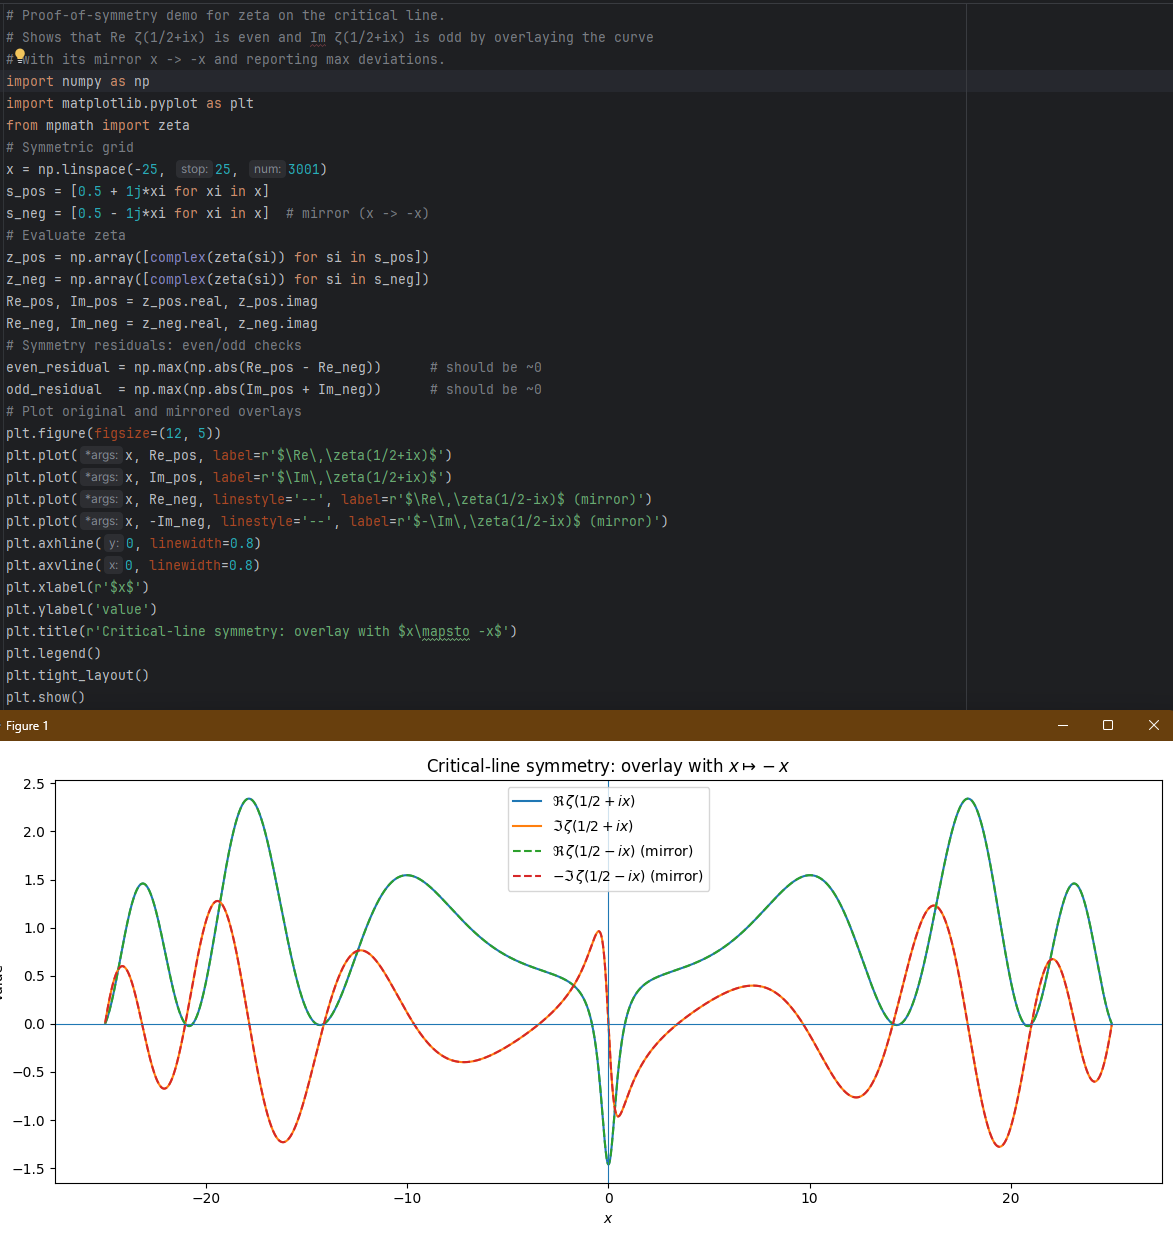 # Proof-of-symmetry demo for zeta on the critical line.
# Shows that Re ζ(1/2+ix) is even and Im ζ(1/2+ix) is odd by overlaying the curve
# with its mirror x -> -x and reporting max deviations.
import numpy as np
import matplotlib.pyplot as plt
from mpmath import zeta
# Symmetric grid
x = np.linspace(-25, stop: 25, num: 3001)
s_pos = [0.5 + 1j*xi for xi in x]
s_neg = [0.5 - 1j*xi for xi in x]  # mirror (x -> -x)
# Evaluate zeta
z_pos = np.array([complex(zeta(si)) for si in s_pos])
z_neg = np.array([complex(zeta(si)) for si in s_neg])
Re_pos, Im_pos = z_pos.real, z_pos.imag
Re_neg, Im_neg = z_neg.real, z_neg.imag
# Symmetry residuals: even/odd checks
even_residual = np.max(np.abs(Re_pos - Re_neg))      # should be ~0
odd_residual  = np.max(np.abs(Im_pos + Im_neg))      # should be ~0
# Plot original and mirrored overlays
plt.figure(figsize=(12, 5))
plt.plot( *args: x, Re_pos, label=r'$\Re\,\zeta(1/2+ix)$')
plt.plot( *args: x, Im_pos, label=r'$\Im\,\zeta(1/2+ix)$')
plt.plot( *args: x, Re_neg, linestyle='--', label=r'$\Re\,\zeta(1/2-ix)$ (mirror)')
plt.plot( *args: x, -Im_neg, linestyle='--', label=r'$-\Im\,\zeta(1/2-ix)$ (mirror)')
plt.axhline( y: 0, linewidth=0.8)
plt.axvline( x: 0, linewidth=0.8)
plt.xlabel(r'$x$')
plt.ylabel('value')
plt.title(r'Critical-line symmetry: overlay with $x\mapsto -x$')
plt.legend()
plt.tight_layout()
plt.show()
Figure 1
Critical-line symmetry: overlay with x ↦ − x
ℜ ζ(1/2 + ix)
ℑ ζ(1/2 + ix)
ℜ ζ(1/2 − ix) (mirror)
−ℑ ζ(1/2 − ix) (mirror)
2.5
2.0
1.5
1.0
0.5
0.0
−0.5
−1.0
−1.5
−20
−10
0
10
20
x